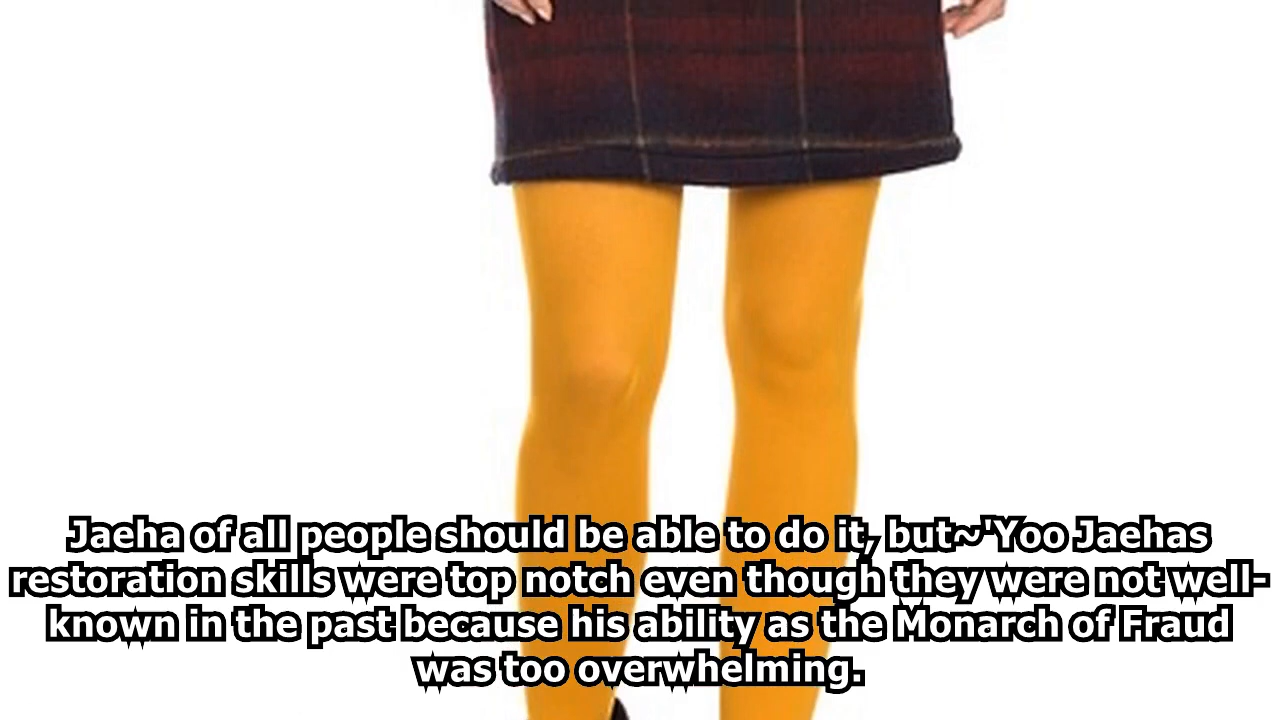 Jaeha of all people should be able to do it, but~'Yoo Jaehas
restoration skills were top notch even though they were not well-
known in the past because his ability as the Monarch of Fraud
was too overwhelming.